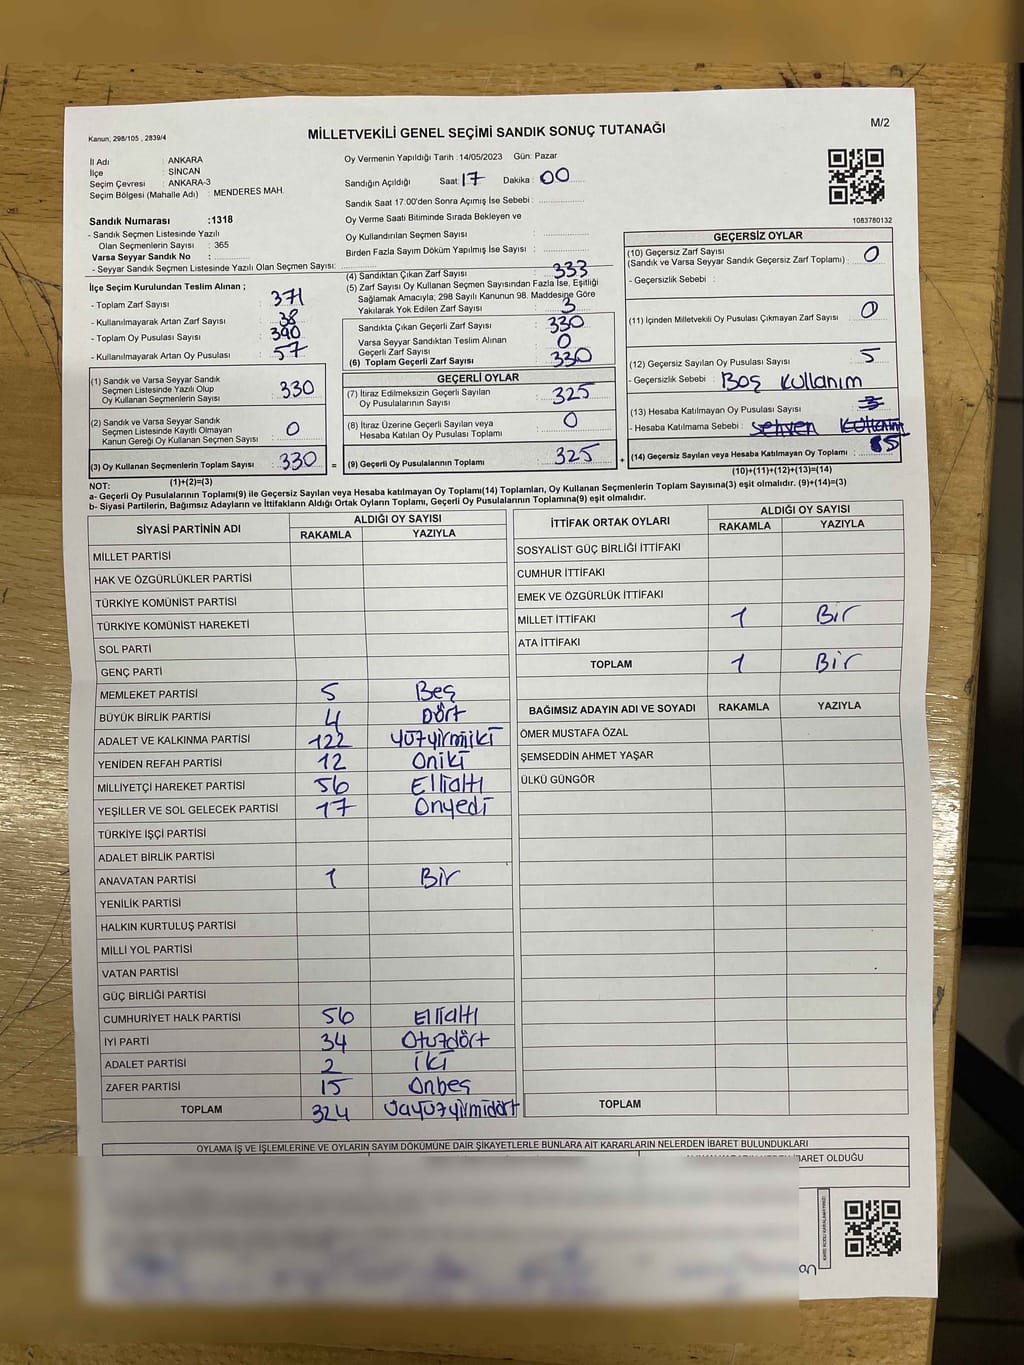 Kanun, 298/105 , 2839/4
MİLLETVEKİLİ GENEL SEÇİMİ SANDIK SONUÇ TUTANAĞI
M/2
İl Adı : ANKARA
İlçe : SİNCAN
Seçim Çevresi : ANKARA-3
Seçim Bölgesi (Mahalle Adı) : MENDERES MAH.
Sandık Numarası :1318
- Sandık Seçmen Listesinde Yazılı
Olan Seçmenlerin Sayısı : 365
Varsa Seyyar Sandık No :
- Seyyar Sandık Seçmen Listesinde Yazılı Olan Seçmen Sayısı:
Oy Vermenin Yapıldığı Tarih :14/05/2023 Gün: Pazar
Sandığın Açıldığı Saat: 17 Dakika : 00
Sandık Saat 17:00'den Sonra Açımış İse Sebebi :
Oy Verme Saati Bitiminde Sırada Bekleyen ve
Oy Kullandırılan Seçmen Sayısı :
Birden Fazla Sayım Döküm Yapılmış İse Sayısı :
1083780132
İlçe Seçim Kurulundan Teslim Alınan ;
- Toplam Zarf Sayısı : 371
- Kullanılmayarak Artan Zarf Sayısı : 38
- Toplam Oy Pusulası Sayısı : 390
- Kullanılmayarak Artan Oy Pusulası : 57
(4) Sandıktan Çıkan Zarf Sayısı : 333
(5) Zarf Sayısı Oy Kullanan Seçmen Sayısından Fazla İse, Eşitliği
Sağlamak Amacıyla; 298 Sayılı Kanunun 98. Maddesine Göre
Yakılarak Yok Edilen Zarf Sayısı : 3
Sandıkta Çıkan Geçerli Zarf Sayısı : 330
Varsa Seyyar Sandıktan Teslim Alınan
Geçerli Zarf Sayısı : 0
(6) Toplam Geçerli Zarf Sayısı : 330
GEÇERSİZ OYLAR
(10) Geçersiz Zarf Sayısı
(Sandık ve Varsa Seyyar Sandık Geçersiz Zarf Toplamı) : 0
- Geçersizlik Sebebi :
(11) İçinden Milletvekili Oy Pusulası Çıkmayan Zarf Sayısı : 0
(12) Geçersiz Sayılan Oy Pusulası Sayısı : 5
- Geçersizlik Sebebi : Boş kullanım
(13) Hesaba Katılmayan Oy Pusulası Sayısı : 3
- Hesaba Katılmama Sebebi : sehven kullanım
(14) Geçersiz Sayılan veya Hesaba Katılmayan Oy Toplamı : 5
(10)+(11)+(12)+(13)=(14)
(1) Sandık ve Varsa Seyyar Sandık
Seçmen Listesinde Yazılı Olup
Oy Kullanan Seçmenlerin Sayısı : 330
(2) Sandık ve Varsa Seyyar Sandık
Seçmen Listesinde Kayıtlı Olmayan
Kanun Gereği Oy Kullanan Seçmen Sayısı : 0
(3) Oy Kullanan Seçmenlerin Toplam Sayısı : 330 =
(1)+(2)=(3)
GEÇERLİ OYLAR
(7) İtiraz Edilmeksizin Geçerli Sayılan
Oy Pusulalarının Sayısı : 325
(8) İtiraz Üzerine Geçerli Sayılan veya
Hesaba Katılan Oy Pusulası Toplamı : 0
(9) Geçerli Oy Pusulalarının Toplamı : 325 +
NOT:
a- Geçerli Oy Pusulalarının Toplamı(9) ile Geçersiz Sayılan veya Hesaba katılmayan Oy Toplamı(14) Toplamları, Oy Kullanan Seçmenlerin Toplam Sayısına(3) eşit olmalıdır. (9)+(14)=(3)
b- Siyasi Partilerin, Bağımsız Adayların ve İttifakların Aldığı Ortak Oyların Toplamı, Geçerli Oy Pusulalarının Toplamına(9) eşit olmalıdır.
SİYASİ PARTİNİN ADI ALDIĞI OY SAYISI
RAKAMLA YAZIYLA
MİLLET PARTİSİ
HAK VE ÖZGÜRLÜKLER PARTİSİ
TÜRKİYE KOMÜNİST PARTİSİ
TÜRKİYE KOMÜNİST HAREKETİ
SOL PARTİ
GENÇ PARTİ
MEMLEKET PARTİSİ 5 Beş
BÜYÜK BİRLİK PARTİSİ 4 Dört
ADALET VE KALKINMA PARTİSİ 122 yüzyirmiiki
YENİDEN REFAH PARTİSİ 12 Oniki
MİLLİYETÇİ HAREKET PARTİSİ 56 Ellialtı
YEŞİLLER VE SOL GELECEK PARTİSİ 17 Onyedi
TÜRKİYE İŞÇİ PARTİSİ
ADALET BİRLİK PARTİSİ
ANAVATAN PARTİSİ 1 Bir
YENİLİK PARTİSİ
HALKIN KURTULUŞ PARTİSİ
MİLLİ YOL PARTİSİ
VATAN PARTİSİ
GÜÇ BİRLİĞİ PARTİSİ
CUMHURİYET HALK PARTİSİ 56 Ellialtı
İYİ PARTİ 34 Otuzdört
ADALET PARTİSİ 2 iki
ZAFER PARTİSİ 15 Onbeş
TOPLAM 324 üçyüzyirmidört
İTTİFAK ORTAK OYLARI ALDIĞI OY SAYISI
RAKAMLA YAZIYLA
SOSYALİST GÜÇ BİRLİĞİ İTTİFAKI
CUMHUR İTTİFAKI
EMEK VE ÖZGÜRLÜK İTTİFAKI
MİLLET İTTİFAKI 1 Bir
ATA İTTİFAKI
TOPLAM 1 Bir
BAĞIMSIZ ADAYIN ADI VE SOYADI RAKAMLA YAZIYLA
ÖMER MUSTAFA ÖZAL
ŞEMSEDDİN AHMET YAŞAR
ÜLKÜ GÜNGÖR
TOPLAM
OYLAMA İŞ VE İŞLEMLERİNE VE OYLARIN SAYIM DÖKÜMÜNE DAİR ŞİKAYETLERLE BUNLARA AİT KARARLARIN NELERDEN İBARET BULUNDUKLARI
İBARET OLDUĞU